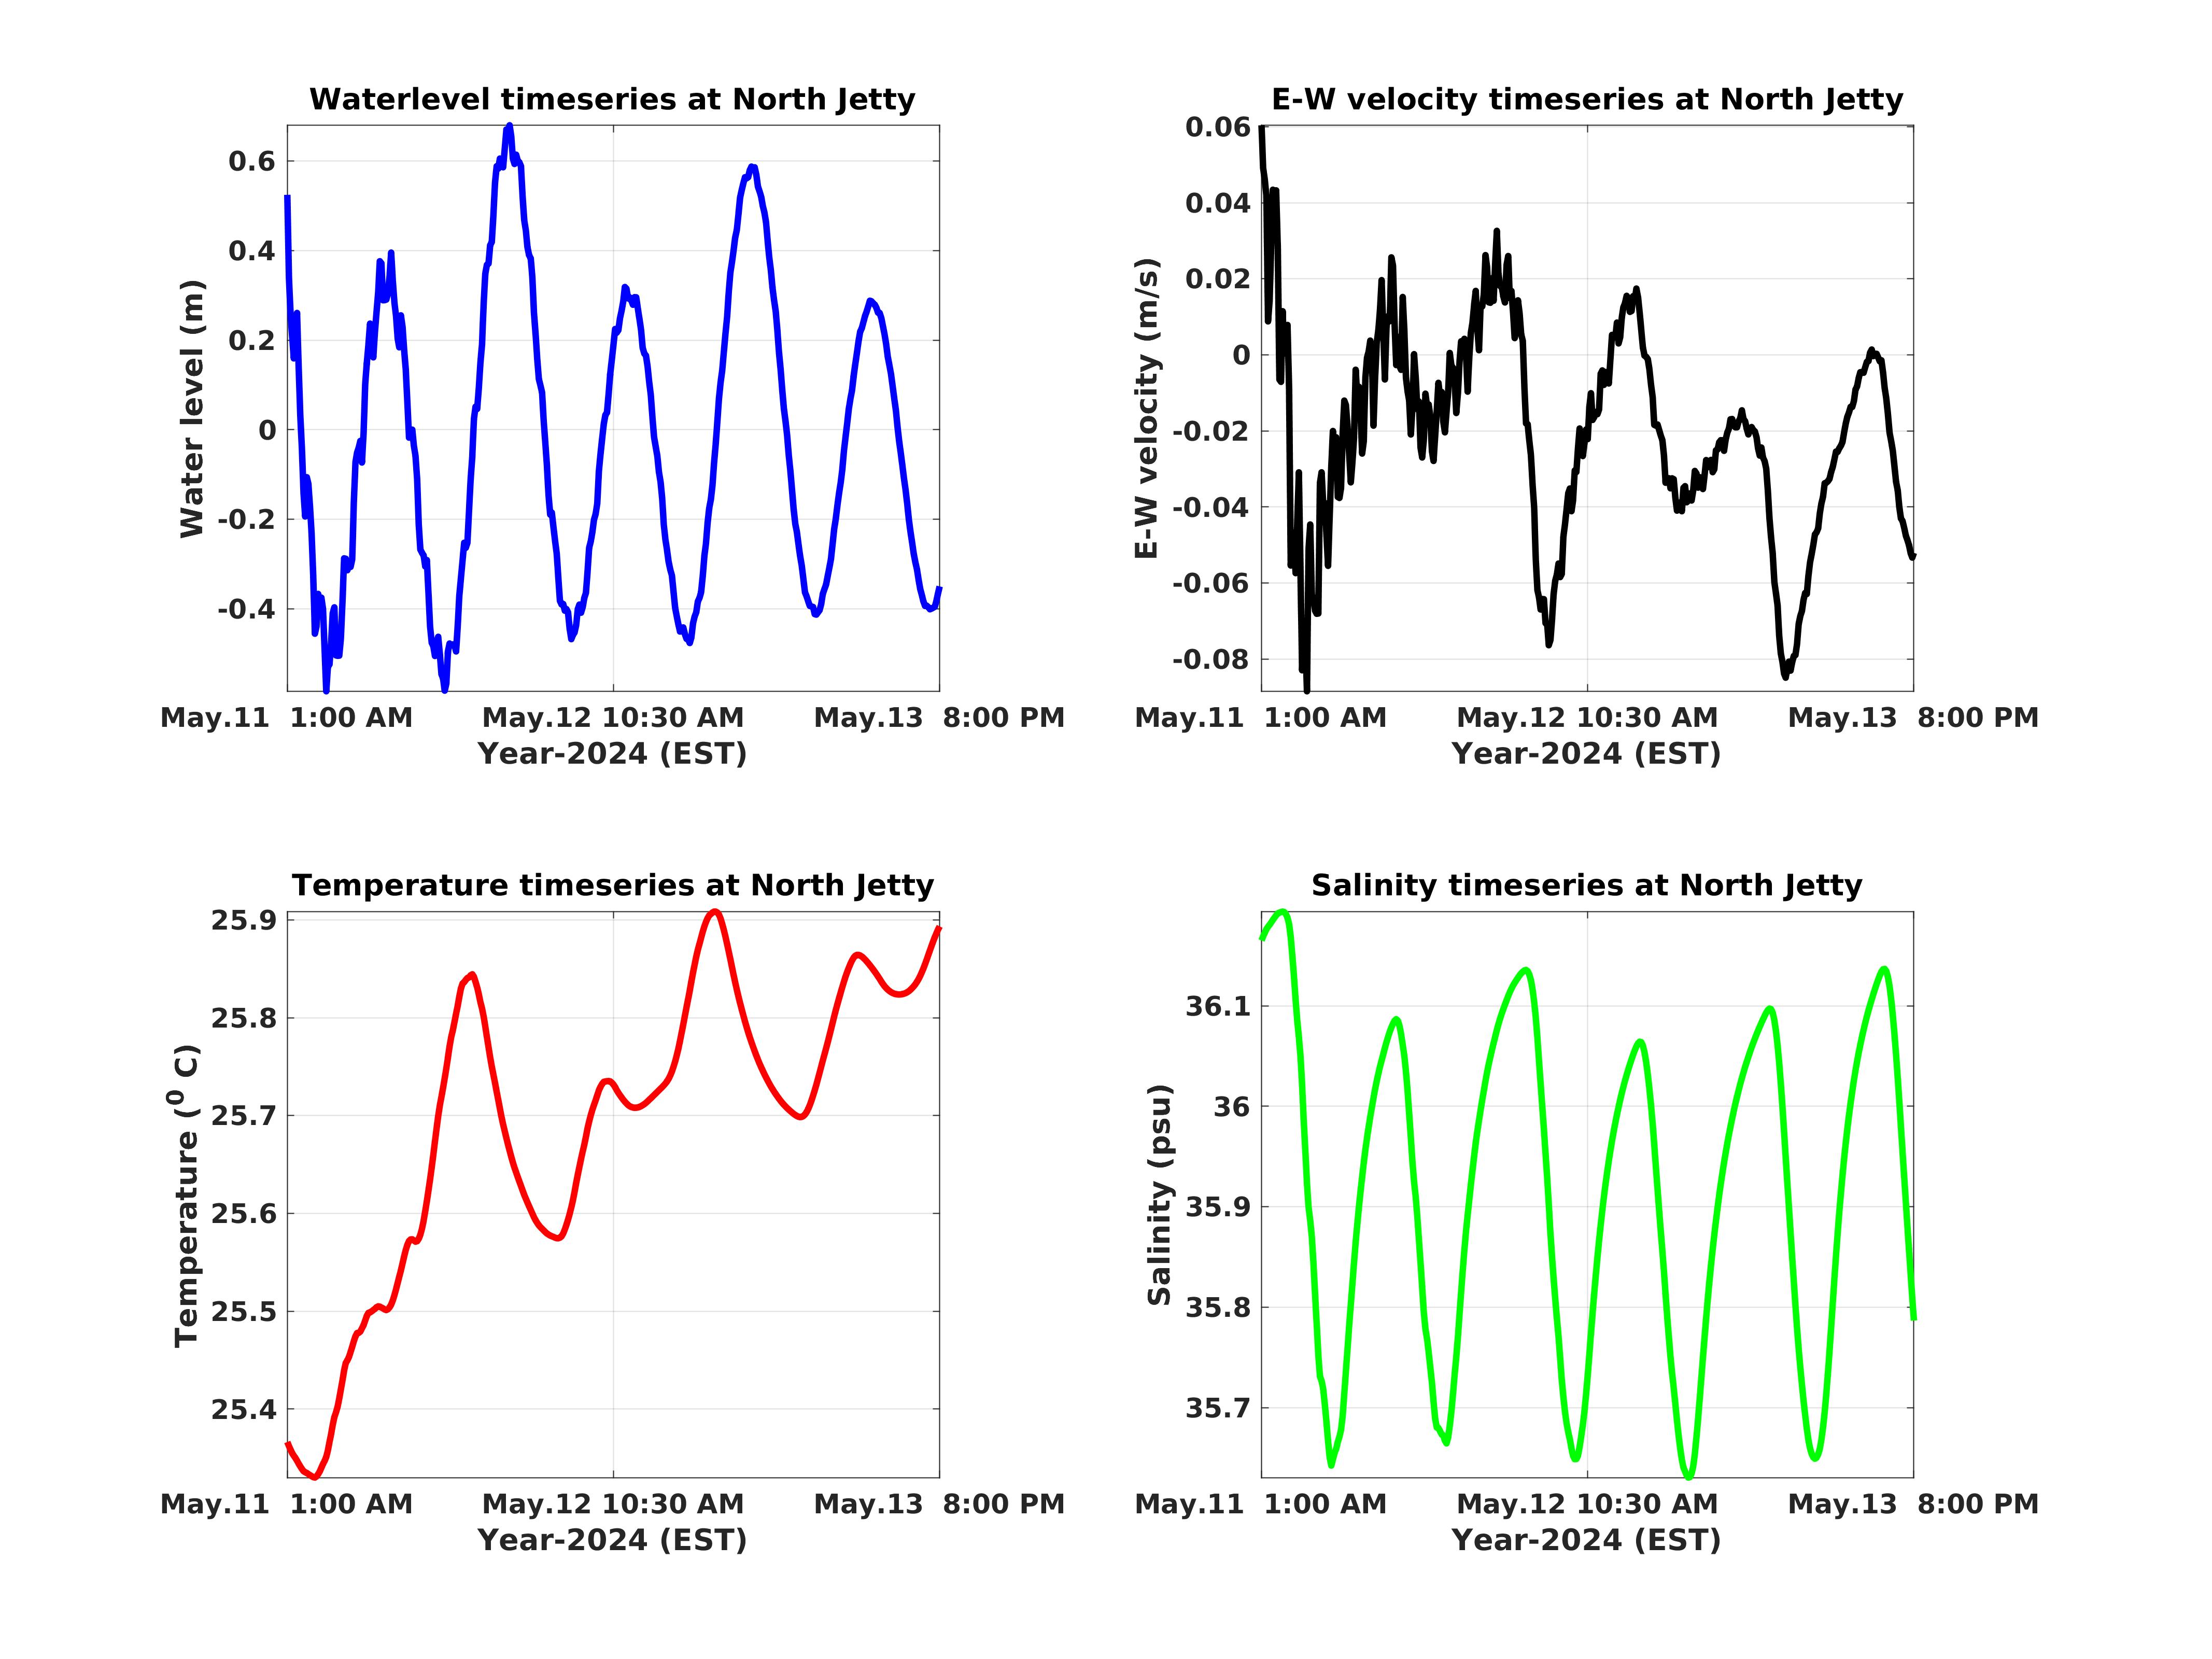 Waterlevel timeseries at North Jetty
0.6
0.4
0.2
0
-0.2
-0.4
Water level (m)
May.11  1:00 AM
May.12 10:30 AM
May.13  8:00 PM
Year-2024 (EST)
E-W velocity timeseries at North Jetty
0.06
0.04
0.02
0
-0.02
-0.04
-0.06
-0.08
E-W velocity (m/s)
May.11  1:00 AM
May.12 10:30 AM
May.13  8:00 PM
Year-2024 (EST)
Temperature timeseries at North Jetty
25.9
25.8
25.7
25.6
25.5
25.4
Temperature (⁰ C)
May.11  1:00 AM
May.12 10:30 AM
May.13  8:00 PM
Year-2024 (EST)
Salinity timeseries at North Jetty
36.1
36
35.9
35.8
35.7
Salinity (psu)
May.11  1:00 AM
May.12 10:30 AM
May.13  8:00 PM
Year-2024 (EST)